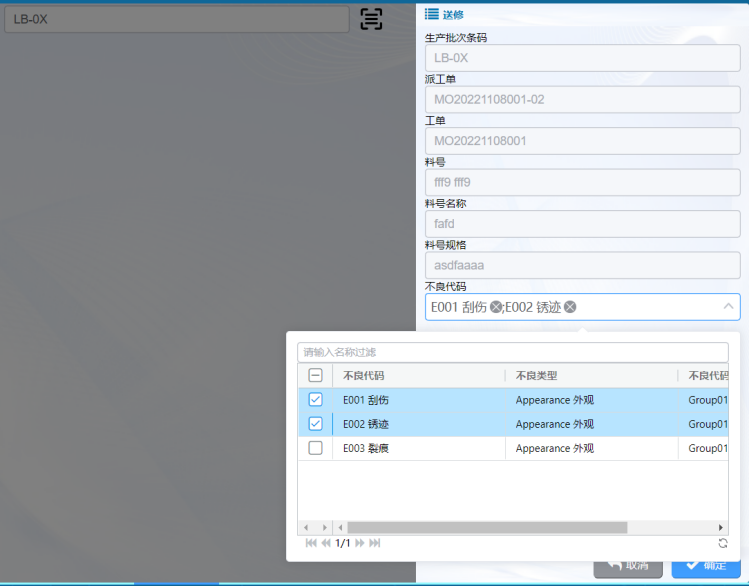 LB-0X
送修
生产批次条码
LB-0X
派工单
MO20221108001-02
工单
MO20221108001
料号
fff9 fff9
料号名称
fafd
料号规格
asdfaaaa
不良代码
E001 刮伤 ;E002 锈迹
请输入名称过滤
不良代码 不良类型 不良代码
E001 刮伤 Appearance 外观 Group01
E002 锈迹 Appearance 外观 Group01
E003 裂痕 Appearance 外观 Group01
1/1
取消 确定